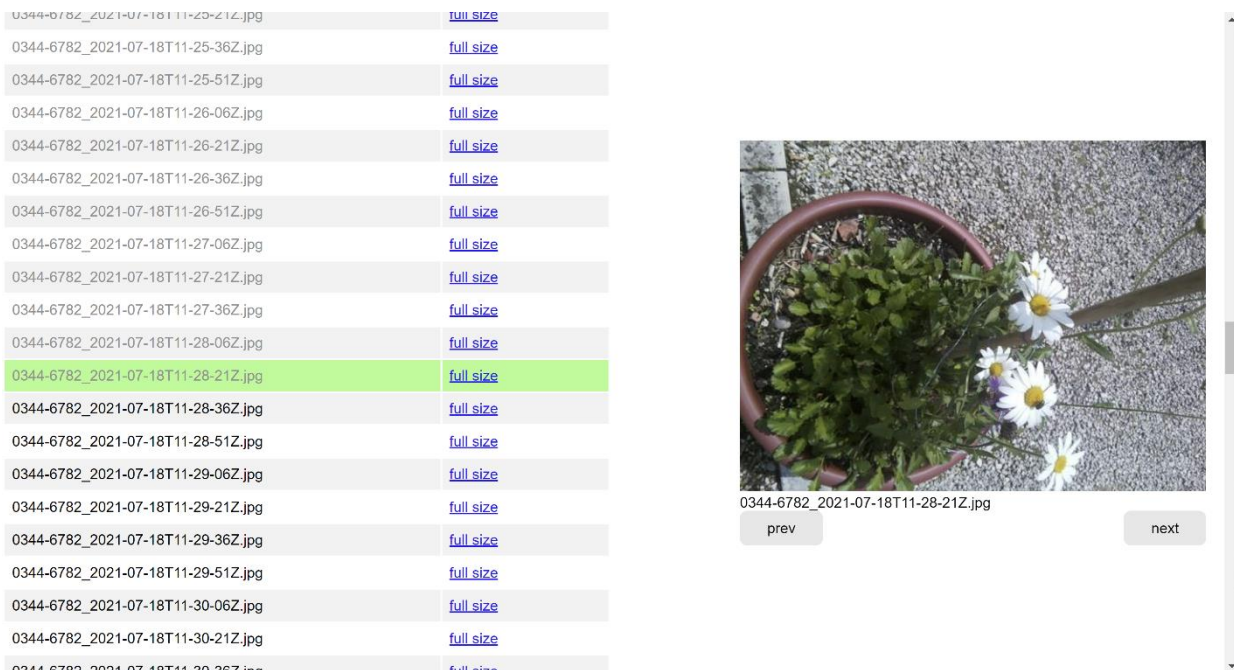 0344-6782_2021-07-18T11-25-21Z.jpg full size
0344-6782_2021-07-18T11-25-36Z.jpg full size
0344-6782_2021-07-18T11-25-51Z.jpg full size
0344-6782_2021-07-18T11-26-06Z.jpg full size
0344-6782_2021-07-18T11-26-21Z.jpg full size
0344-6782_2021-07-18T11-26-36Z.jpg full size
0344-6782_2021-07-18T11-26-51Z.jpg full size
0344-6782_2021-07-18T11-27-06Z.jpg full size
0344-6782_2021-07-18T11-27-21Z.jpg full size
0344-6782_2021-07-18T11-27-36Z.jpg full size
0344-6782_2021-07-18T11-28-06Z.jpg full size
0344-6782_2021-07-18T11-28-21Z.jpg full size
0344-6782_2021-07-18T11-28-36Z.jpg full size
0344-6782_2021-07-18T11-28-51Z.jpg full size
0344-6782_2021-07-18T11-29-06Z.jpg full size
0344-6782_2021-07-18T11-29-21Z.jpg full size
0344-6782_2021-07-18T11-29-36Z.jpg full size
0344-6782_2021-07-18T11-29-51Z.jpg full size
0344-6782_2021-07-18T11-30-06Z.jpg full size
0344-6782_2021-07-18T11-30-21Z.jpg full size
0344-6782_2021-07-18T11-28-21Z.jpg
prev next